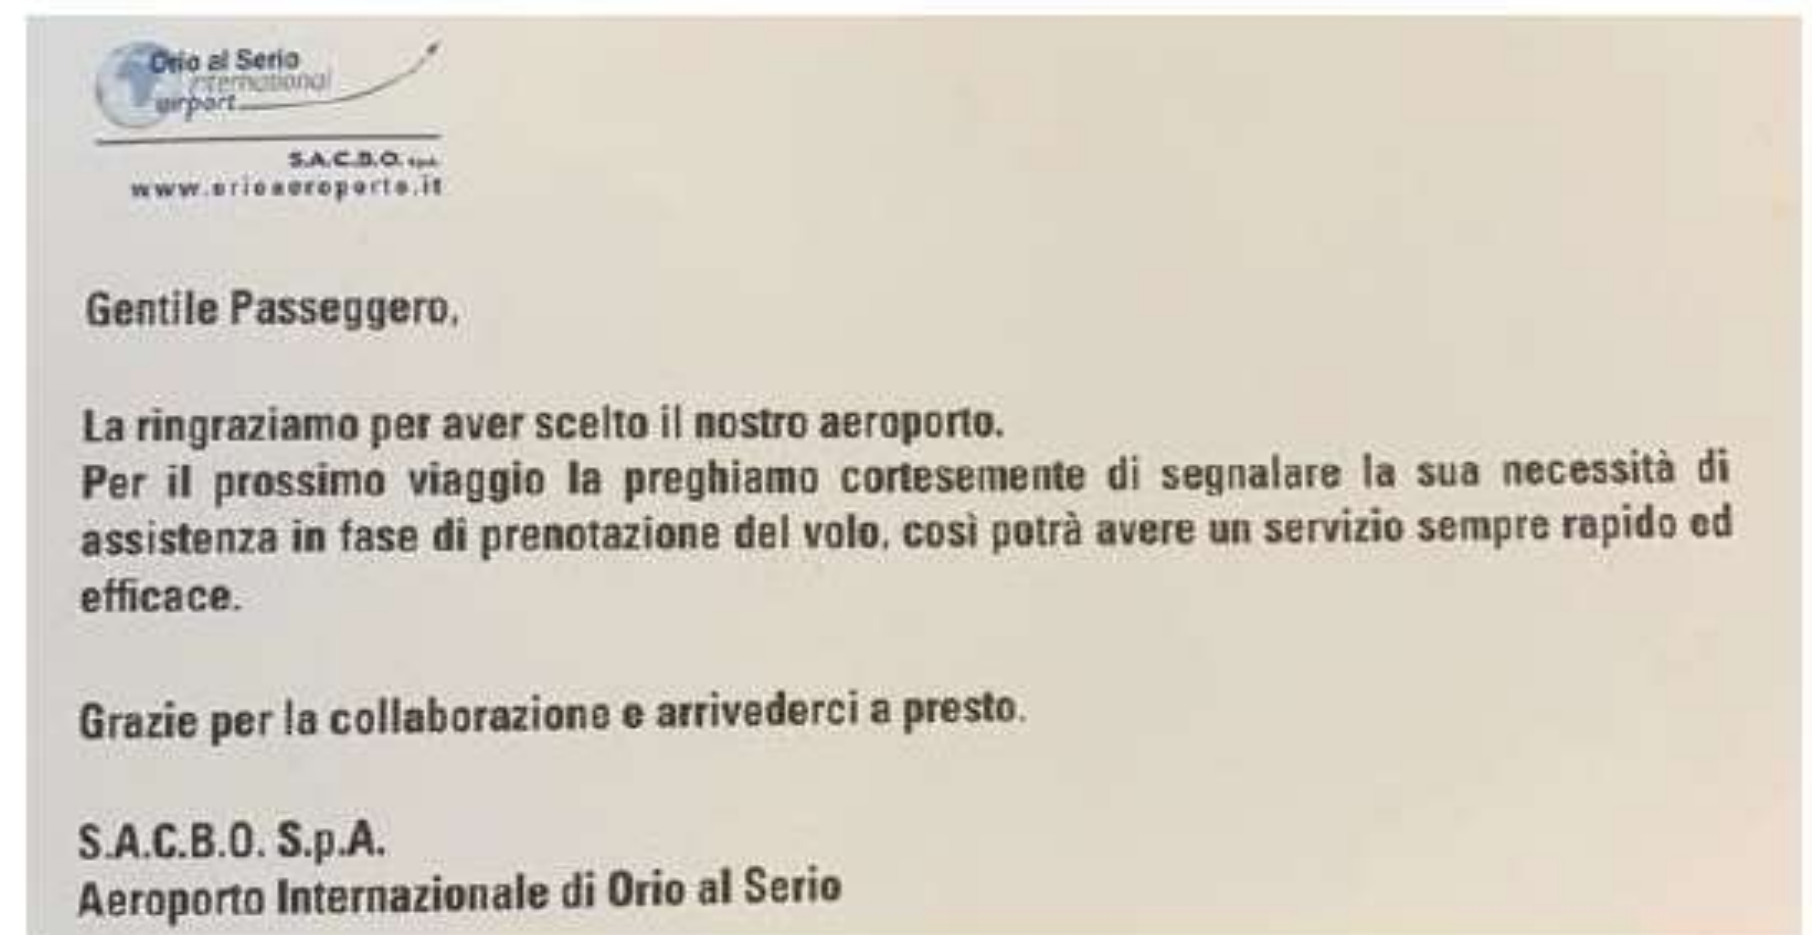 Orio al Serio
international
airport
S.A.C.B.O. S.p.A.
www.orioaeroporto.it
Gentile Passeggero,
La ringraziamo per aver scelto il nostro aeroporto.
Per il prossimo viaggio la preghiamo cortesemente di segnalare la sua necessità di
assistenza in fase di prenotazione del volo, così potrà avere un servizio sempre rapido ed
efficace.
Grazie per la collaborazione e arrivederci a presto.
S.A.C.B.O. S.p.A.
Aeroporto Internazionale di Orio al Serio